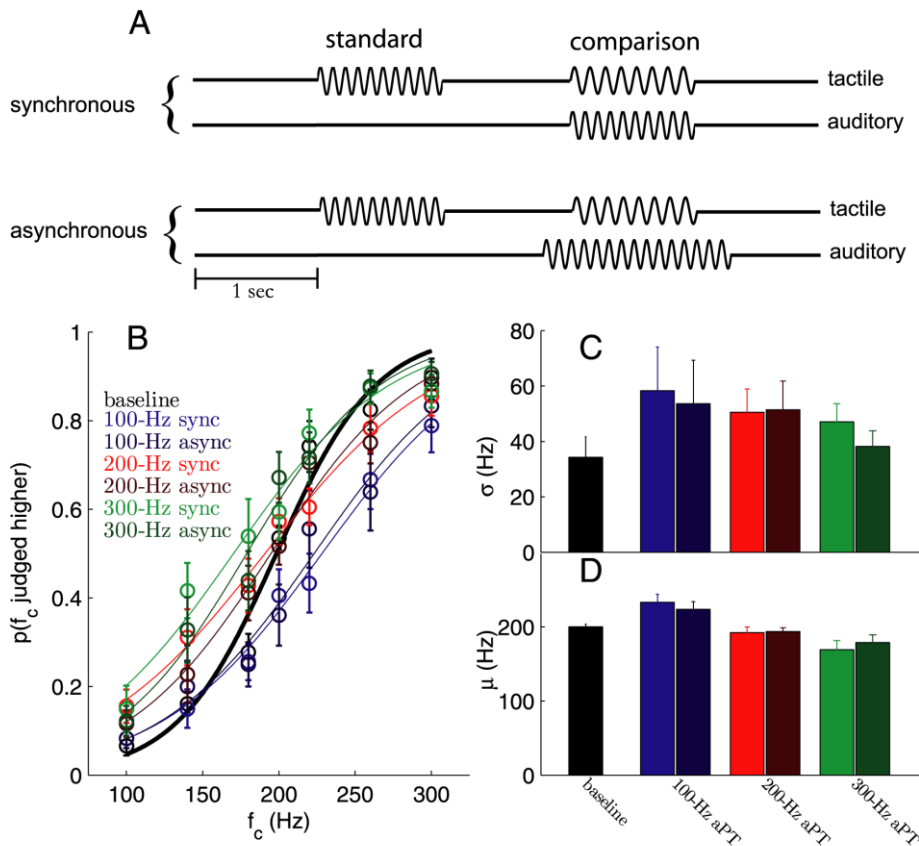 A
standard comparison
synchronous { tactile
auditory
asynchronous { tactile
auditory
1 sec
B
p(f_c judged higher)
1
0.8
0.6
0.4
0.2
0
baseline
100-Hz sync
100-Hz async
200-Hz sync
200-Hz async
300-Hz sync
300-Hz async
100 150 200 250 300
f_c (Hz)
C
σ (Hz)
80
60
40
20
0
D
μ (Hz)
200
100
0
baseline
100-Hz aPT
200-Hz aPT
300-Hz aPT